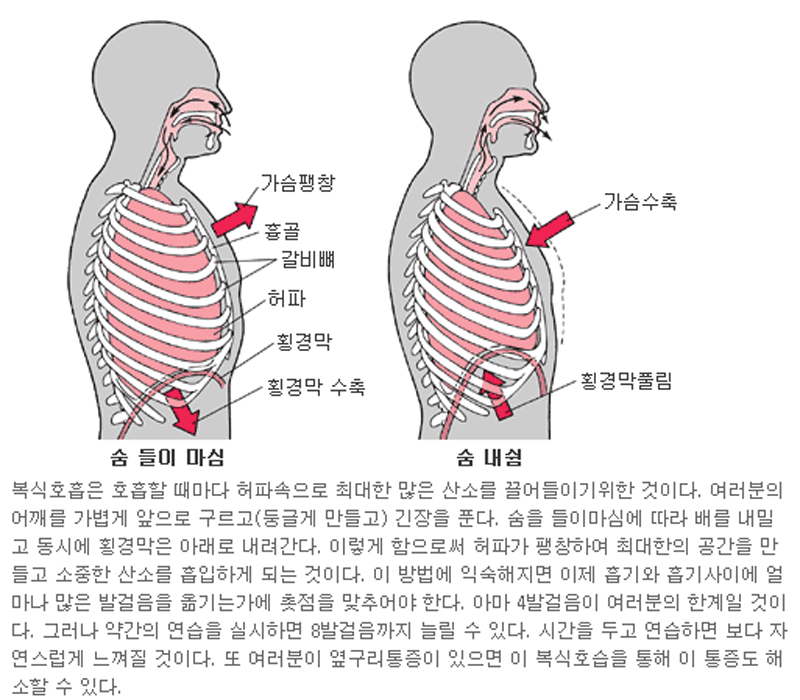 가슴팽창
흉골
갈비뼈
허파
횡경막
횡경막 수축
숨 들이 마심
가슴수축
횡경막풀림
숨 내쉼
복식호흡은 호흡할 때마다 허파속으로 최대한 많은 산소를 끌어들이기위한 것이다. 여러분의
어깨를 가볍게 앞으로 구르고(둥글게 만들고) 긴장을 푼다. 숨을 들이마심에 따라 배를 내밀
고 동시에 횡경막은 아래로 내려간다. 이렇게 함으로써 허파가 팽창하여 최대한의 공간을 만
들고 소중한 산소를 흡입하게 되는 것이다. 이 방법에 익숙해지면 이제 흡기와 흡기사이에 얼
마나 많은 발걸음을 옮기는가에 촛점을 맞추어야 한다. 아마 4발걸음이 여러분의 한계일 것이
다. 그러나 약간의 연습을 실시하면 8발걸음까지 늘릴 수 있다. 시간을 두고 연습하면 보다 자
연스럽게 느껴질 것이다. 또 여러분이 옆구리통증이 있으면 이 복식호습을 통해 이 통증도 해
소할 수 있다.